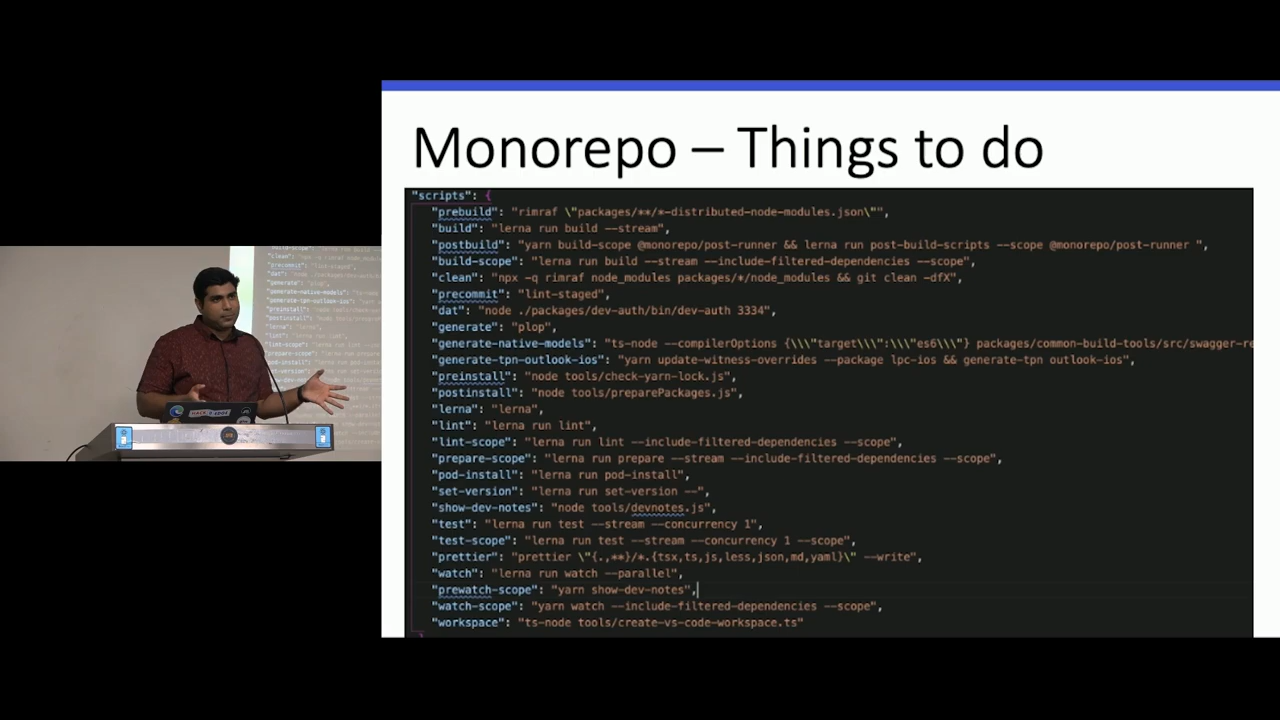 Monorepo – Things to do
"scripts": {
"prebuild": "rimraf \"packages/**/*-distributed-node-modules.json\"",
"build": "lerna run build --stream",
"postbuild": "yarn build-scope @monorepo/post-runner && lerna run post-build-scripts --scope @monorepo/post-runner ",
"build-scope": "lerna run build --stream --include-filtered-dependencies --scope",
"clean": "npx -q rimraf node_modules packages/*/node_modules && git clean -dfX",
"precommit": "lint-staged",
"dat": "node ./packages/dev-auth/bin/dev-auth 3334",
"generate": "plop",
"generate-native-models": "ts-node --compilerOptions {\\\"target\\\":\\\"es6\\\"} packages/common-build-tools/src/swagger-re
"generate-tpn-outlook-ios": "yarn update-witness-overrides --package lpc-ios && generate-tpn outlook-ios",
"preinstall": "node tools/check-yarn-lock.js",
"postinstall": "node tools/preparePackages.js",
"lerna": "lerna",
"lint": "lerna run lint",
"lint-scope": "lerna run lint --include-filtered-dependencies --scope",
"prepare-scope": "lerna run prepare --stream --include-filtered-dependencies --scope",
"pod-install": "lerna run pod-install",
"set-version": "lerna run set-version --",
"show-dev-notes": "node tools/devnotes.js",
"test": "lerna run test --stream --concurrency 1",
"test-scope": "lerna run test --stream --concurrency 1 --scope",
"prettier": "prettier \"{.,**}/*.{tsx,ts,js,less,json,md,yaml}\" --write",
"watch": "lerna run watch --parallel",
"prewatch-scope": "yarn show-dev-notes",
"watch-scope": "yarn watch --include-filtered-dependencies --scope",
"workspace": "ts-node tools/create-vs-code-workspace.ts"
}